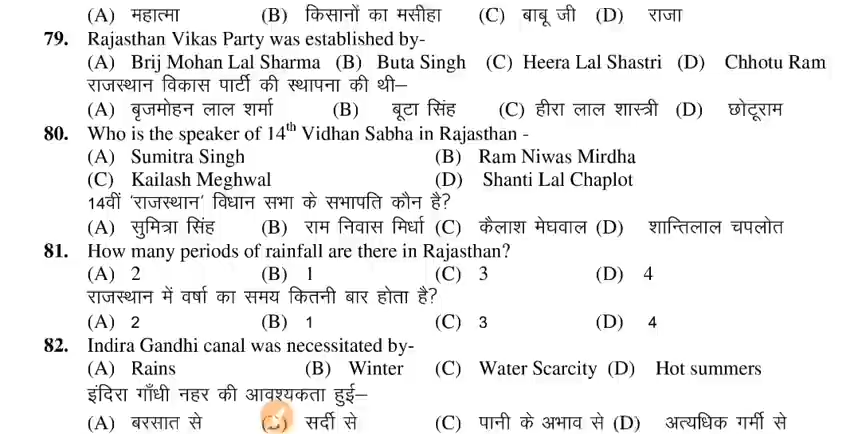 (A) महात्मा (B) किसानों का मसीहा (C) बाबू जी (D) राजा
79. Rajasthan Vikas Party was established by-
(A) Brij Mohan Lal Sharma (B) Buta Singh (C) Heera Lal Shastri (D) Chhotu Ram
राजस्थान विकास पार्टी की स्थापना की थी–
(A) बृजमोहन लाल शर्मा (B) बूटा सिंह (C) हीरा लाल शास्त्री (D) छोटूराम
80. Who is the speaker of 14th Vidhan Sabha in Rajasthan -
(A) Sumitra Singh (B) Ram Niwas Mirdha
(C) Kailash Meghwal (D) Shanti Lal Chaplot
14वीं ‘राजस्थान’ विधान सभा के सभापति कौन है?
(A) सुमित्रा सिंह (B) राम निवास मिर्धा (C) कैलाश मेघवाल (D) शान्तिलाल चपलोत
81. How many periods of rainfall are there in Rajasthan?
(A) 2 (B) 1 (C) 3 (D) 4
राजस्थान में वर्षा का समय कितनी बार होता है?
(A) 2 (B) 1 (C) 3 (D) 4
82. Indira Gandhi canal was necessitated by-
(A) Rains (B) Winter (C) Water Scarcity (D) Hot summers
इंदिरा गाँधी नहर की आवश्यकता हुई–
(A) बरसात से सर्दी से (C) पानी के अभाव से (D) अत्यधिक गर्मी से